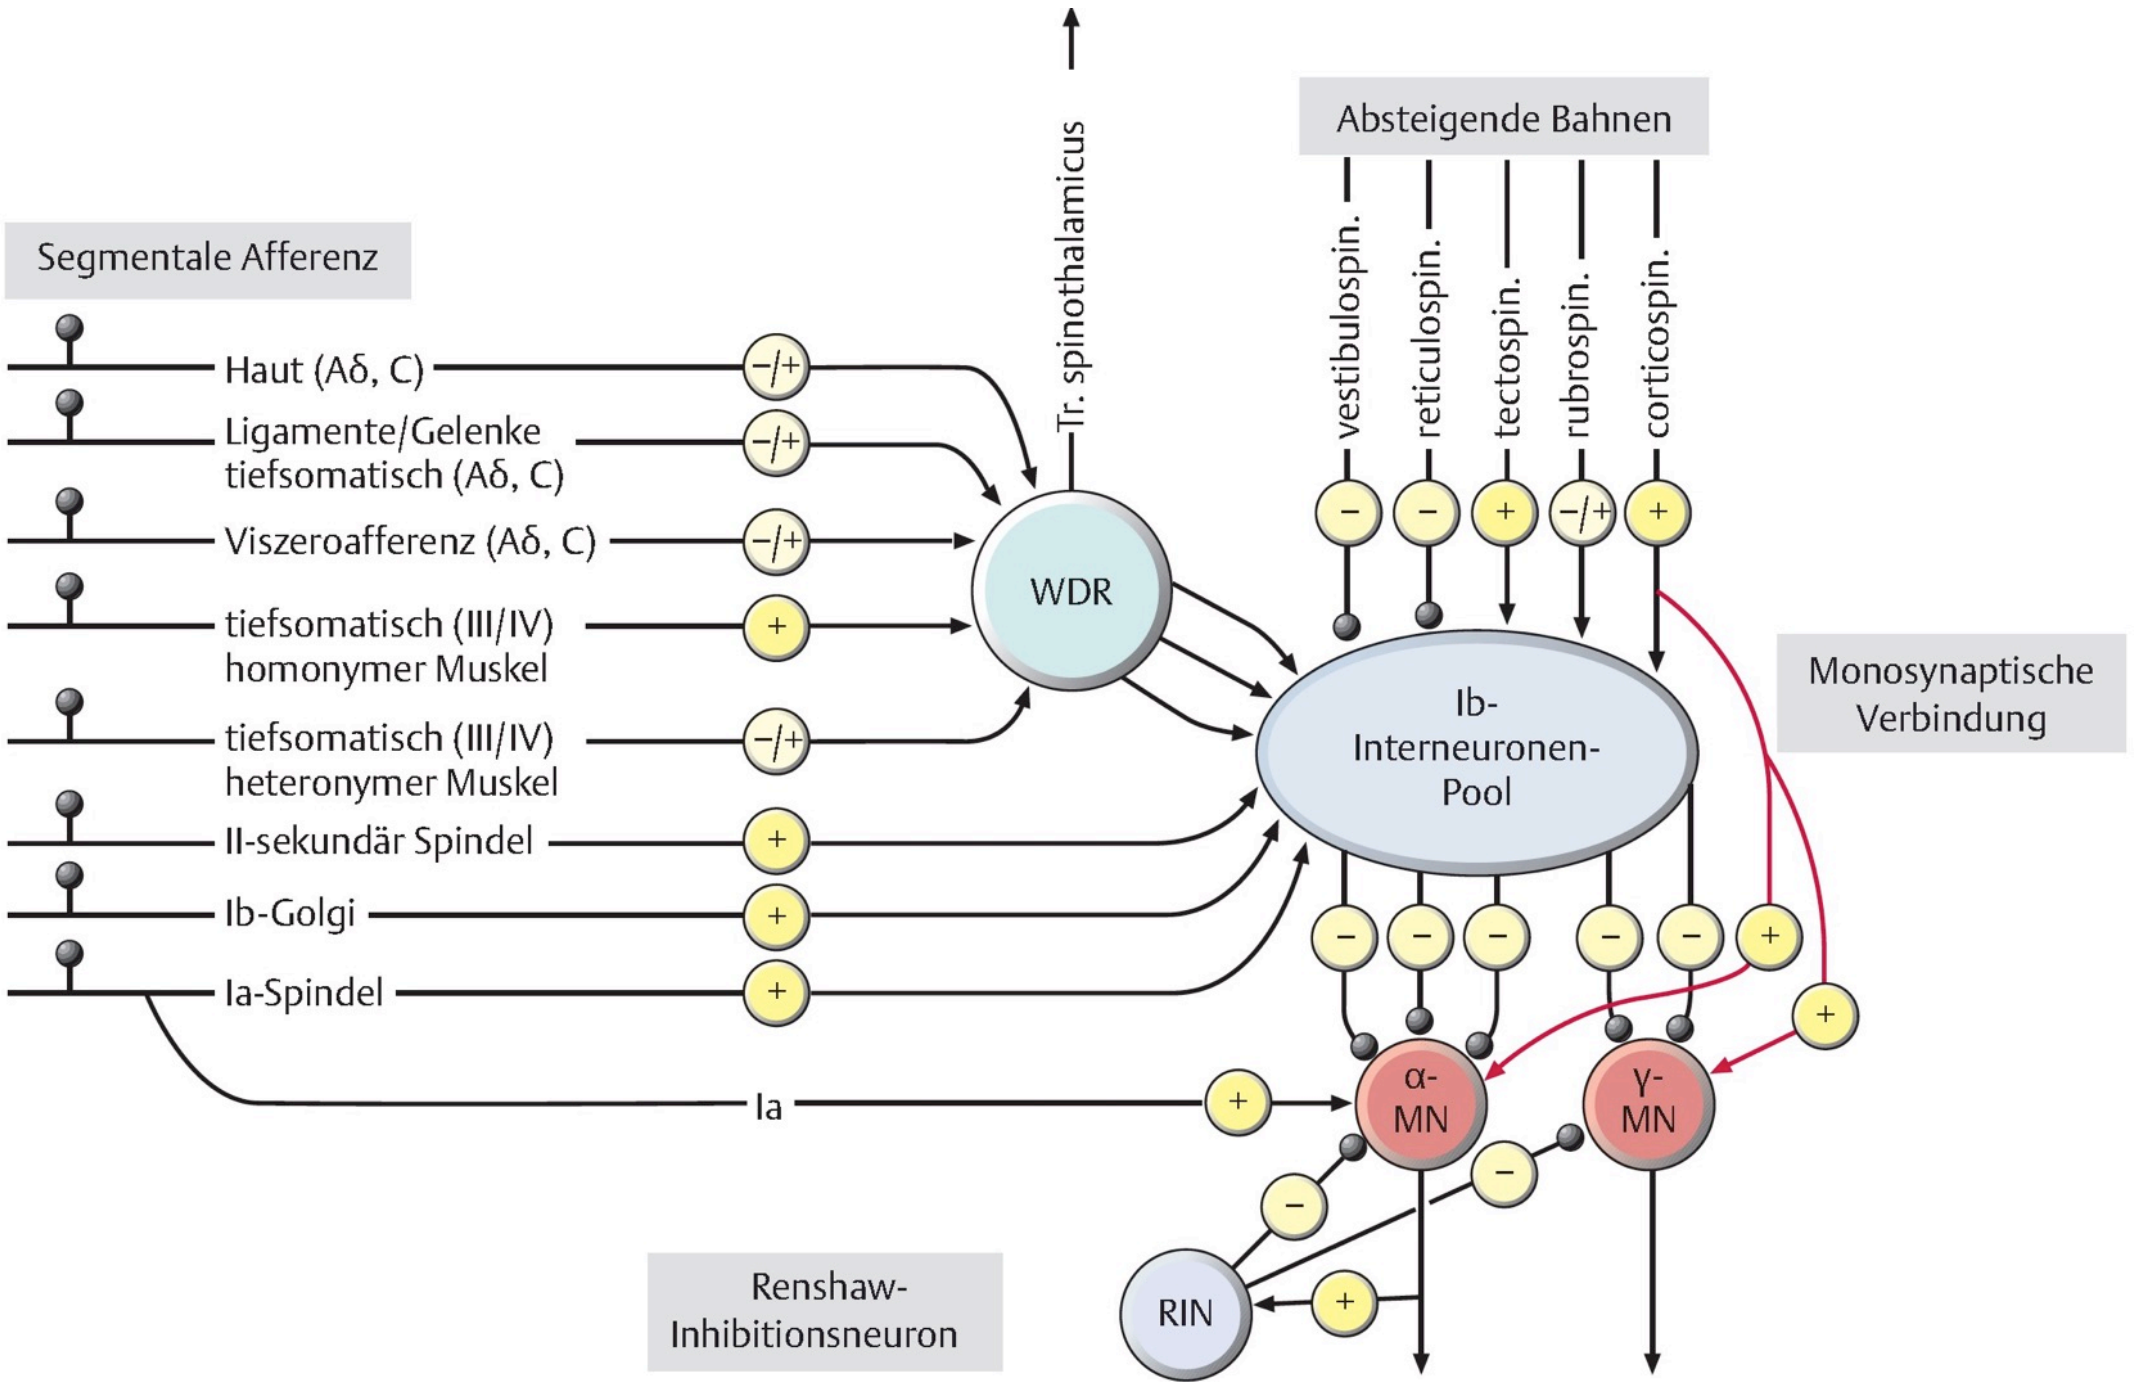 Tr. spinothalamicus
Absteigende Bahnen
vestibulospin.
reticulospin.
tectospin.
rubrospin.
corticospin.
- - + -/+ +
Segmentale Afferenz
Haut (Aδ, C) -/+
Ligamente/Gelenke
tiefsomatisch (Aδ, C) -/+
Viszeroafferenz (Aδ, C) -/+
tiefsomatisch (III/IV)
homonymer Muskel +
tiefsomatisch (III/IV)
heteronymer Muskel -/+
II-sekundär Spindel +
Ib-Golgi +
Ia-Spindel +
Ia +
WDR
Ib-
Interneuronen-
Pool
Monosynaptische
Verbindung
- - - - - +
+
α-
MN
γ-
MN
-
-
Renshaw-
Inhibitionsneuron
RIN +